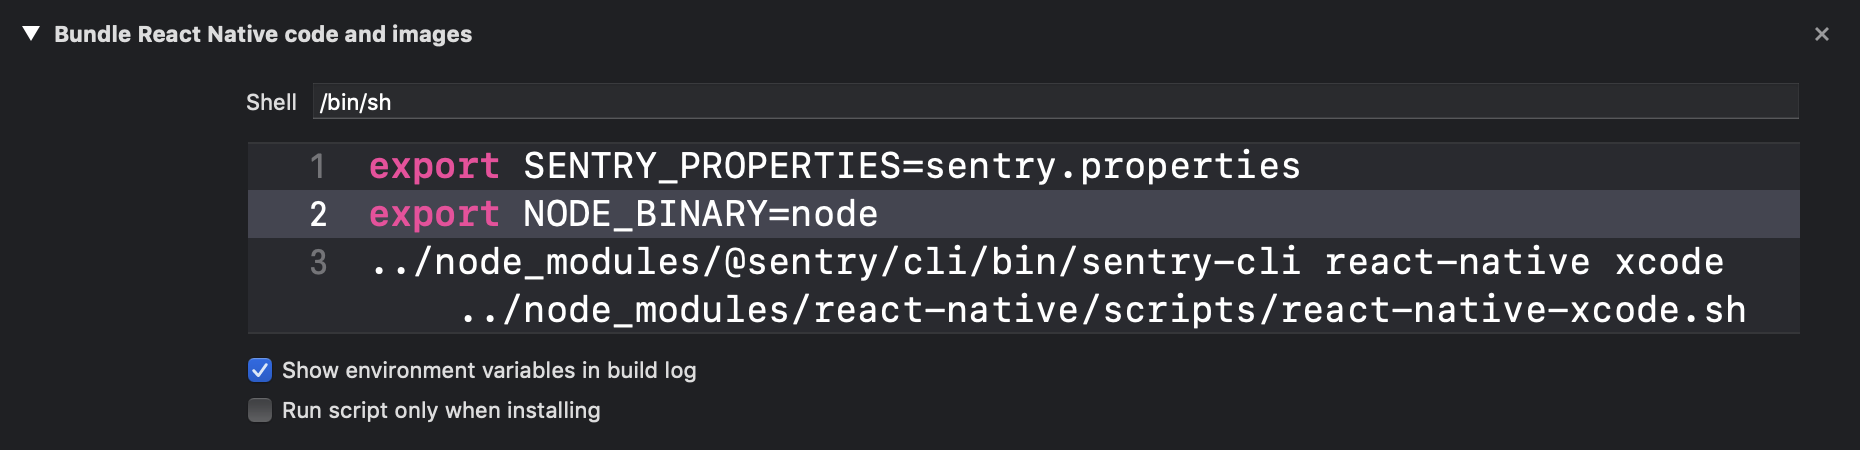 Bundle React Native code and images
Shell /bin/sh
1 export SENTRY_PROPERTIES=sentry.properties
2 export NODE_BINARY=node
3 ../node_modules/@sentry/cli/bin/sentry-cli react-native xcode
../node_modules/react-native/scripts/react-native-xcode.sh
Show environment variables in build log
Run script only when installing